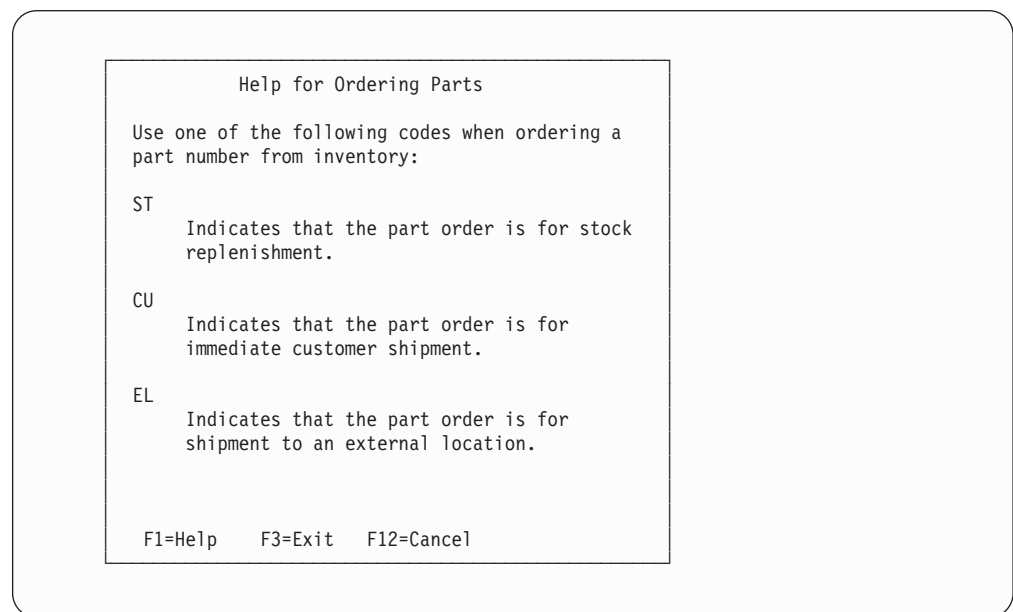 Help for Ordering Parts
Use one of the following codes when ordering a
part number from inventory:
ST
Indicates that the part order is for stock
replenishment.
CU
Indicates that the part order is for
immediate customer shipment.
EL
Indicates that the part order is for
shipment to an external location.
F1=Help F3=Exit F12=Cancel